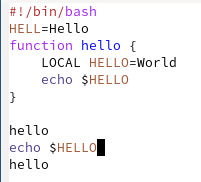 #!/bin/bash
HELL=Hello
function hello {
    LOCAL HELLO=World
    echo $HELLO
}

hello
echo $HELLO
hello